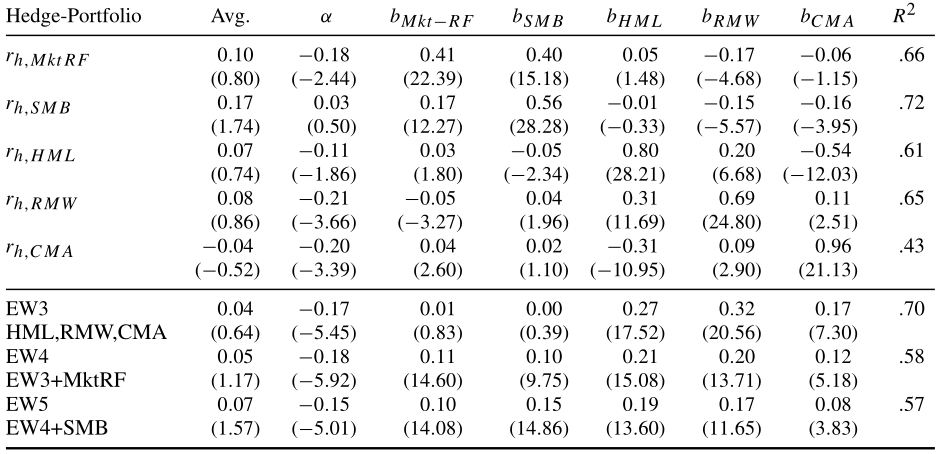 Hedge-Portfolio Avg. α b_{Mkt−RF} b_{SMB} b_{HML} b_{RMW} b_{CMA} R²
r_{h,MktRF} 0.10 −0.18 0.41 0.40 0.05 −0.17 −0.06 .66
(0.80) (−2.44) (22.39) (15.18) (1.48) (−4.68) (−1.15)
r_{h,SMB} 0.17 0.03 0.17 0.56 −0.01 −0.15 −0.16 .72
(1.74) (0.50) (12.27) (28.28) (−0.33) (−5.57) (−3.95)
r_{h,HML} 0.07 −0.11 0.03 −0.05 0.80 0.20 −0.54 .61
(0.74) (−1.86) (1.80) (−2.34) (28.21) (6.68) (−12.03)
r_{h,RMW} 0.08 −0.21 −0.05 0.04 0.31 0.69 0.11 .65
(0.86) (−3.66) (−3.27) (1.96) (11.69) (24.80) (2.51)
r_{h,CMA} −0.04 −0.20 0.04 0.02 −0.31 0.09 0.96 .43
(−0.52) (−3.39) (2.60) (1.10) (−10.95) (2.90) (21.13)
EW3 0.04 −0.17 0.01 0.00 0.27 0.32 0.17 .70
HML,RMW,CMA (0.64) (−5.45) (0.83) (0.39) (17.52) (20.56) (7.30)
EW4 0.05 −0.18 0.11 0.10 0.21 0.20 0.12 .58
EW3+MktRF (1.17) (−5.92) (14.60) (9.75) (15.08) (13.71) (5.18)
EW5 0.07 −0.15 0.10 0.15 0.19 0.17 0.08 .57
EW4+SMB (1.57) (−5.01) (14.08) (14.86) (13.60) (11.65) (3.83)